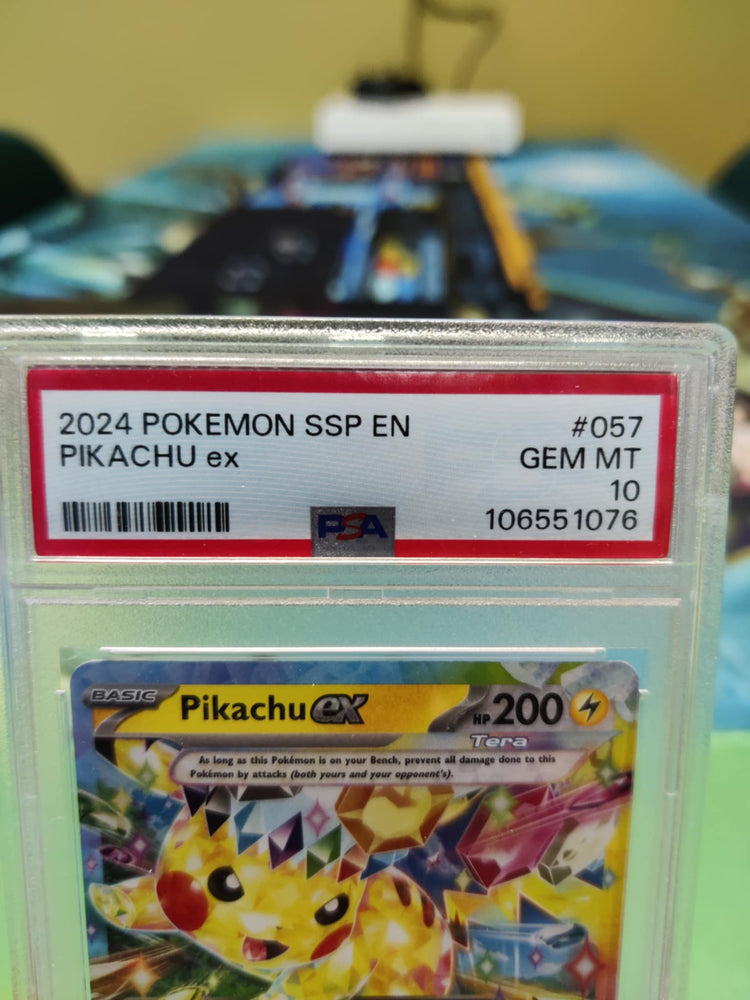 2024 POKEMON SSP EN #057
PIKACHU ex GEM MT
10
PSA 106551076
BASIC Pikachu ex HP 200
Tera
As long as this Pokémon is on your Bench, prevent all damage done to this
Pokémon by attacks (both yours and your opponent's).